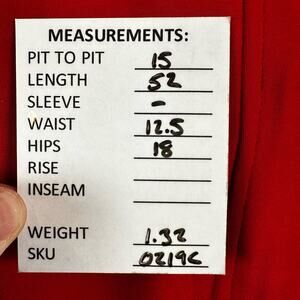 MEASUREMENTS:
PIT TO PIT 15
LENGTH 52
SLEEVE -
WAIST 12.5
HIPS 18
RISE
INSEAM
WEIGHT 1.32
SKU 0219C